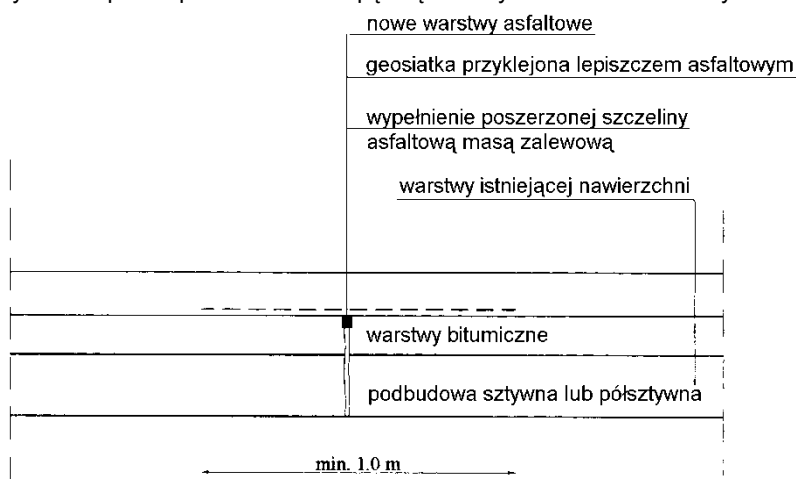 nowe warstwy asfaltowe
geosiatka przyklejona lepiszczem asfaltowym
wypełnienie poszerzonej szczeliny
asfaltową masą zalewową
warstwy istniejącej nawierzchni
warstwy bitumiczne
podbudowa sztywna lub półsztywna
min. 1.0 m